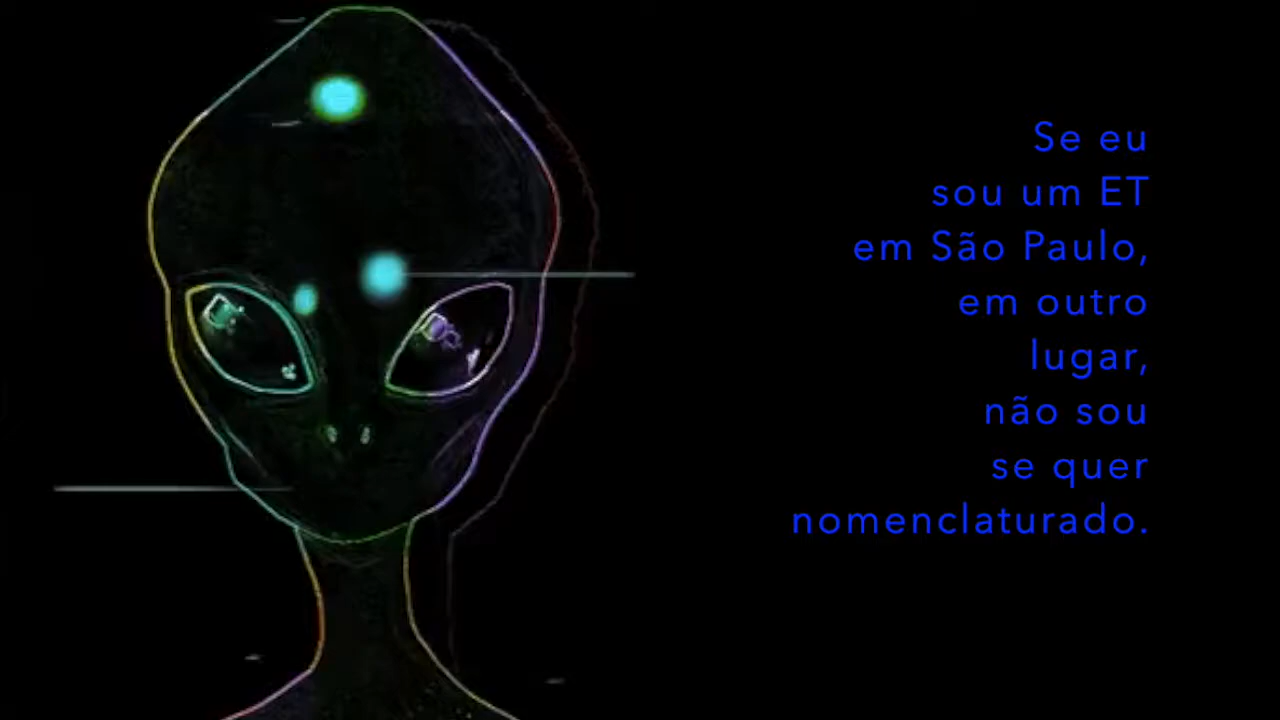 Se eu
sou um ET
em São Paulo,
em outro
lugar,
não sou
se quer
nomenclaturado.